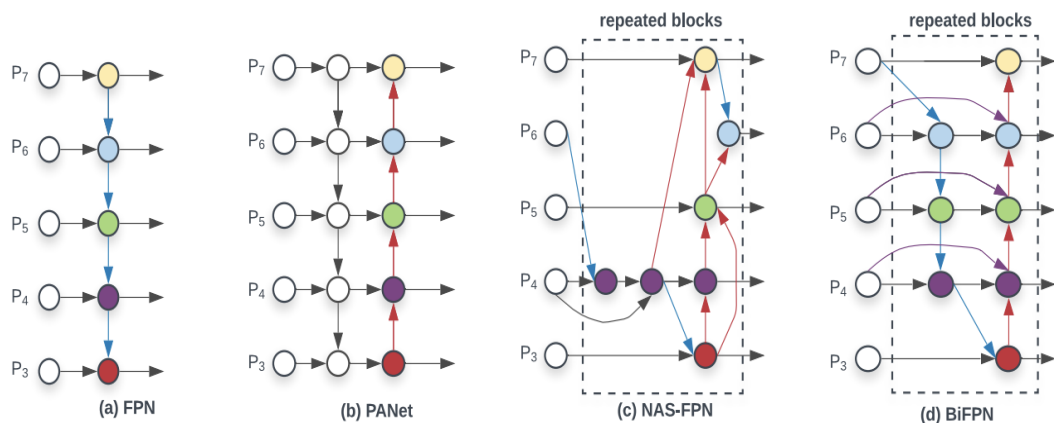 repeated blocks
repeated blocks
P7
P7
P7
P7
P6
P6
P6
P6
P5
P5
P5
P5
P4
P4
P4
P4
P3
P3
P3
P3
(a) FPN
(b) PANet
(c) NAS-FPN
(d) BiFPN